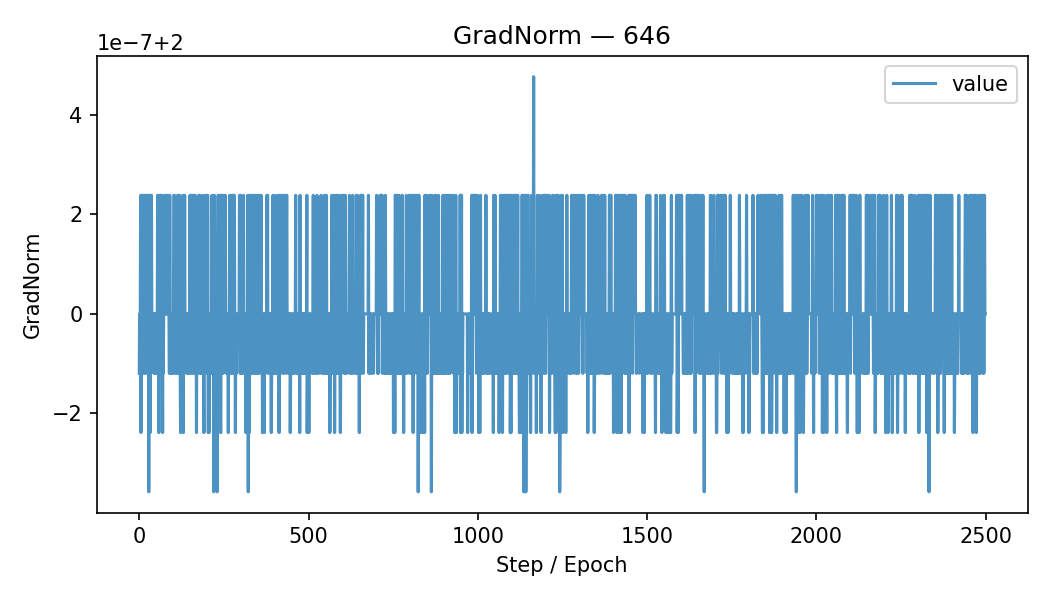 GradNorm — 646
1e−7+2
value
4
2
0
−2
GradNorm
0 500 1000 1500 2000 2500
Step / Epoch